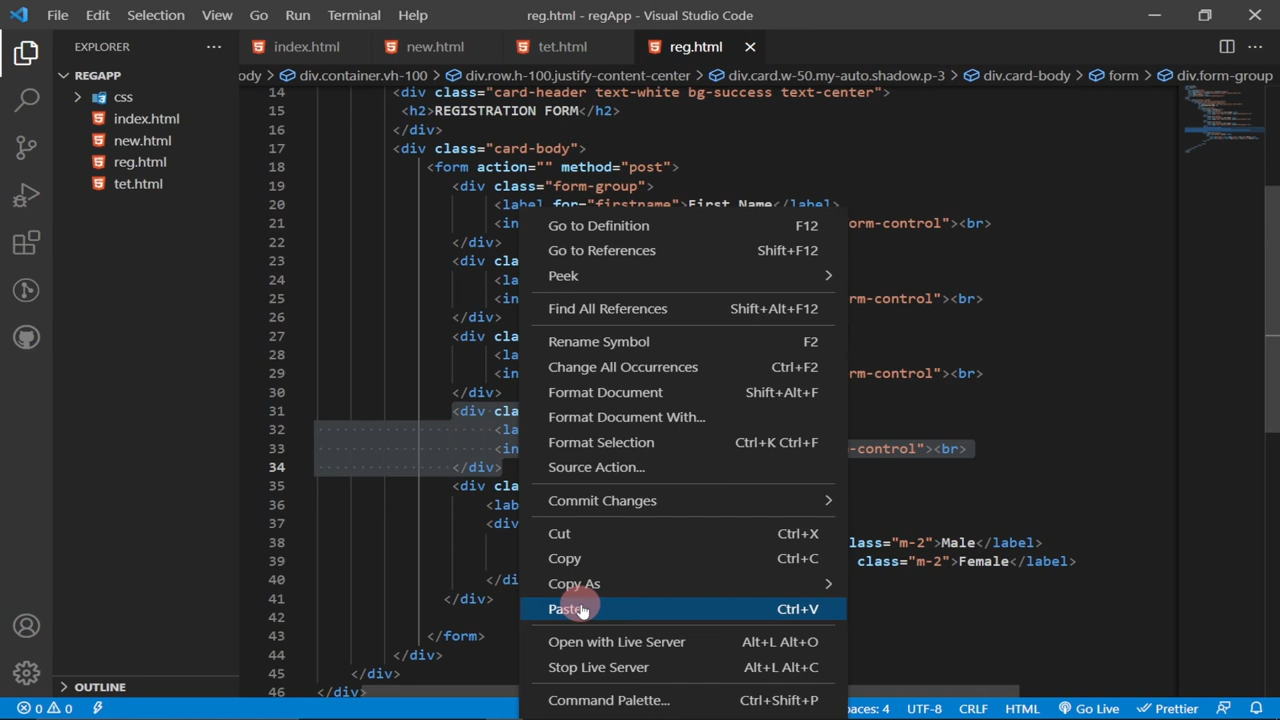 File Edit Selection View Go Run Terminal Help reg.html - regApp - Visual Studio Code
EXPLORER ···
index.html new.html tet.html reg.html
REGAPP
css
index.html
new.html
reg.html
tet.html
OUTLINE
ody > div.container.vh-100 > div.row.h-100.justify-content-center > div.card.w-50.my-auto.shadow.p-3 > div.card-body > form > div.form-group
14 <div class="card-header text-white bg-success text-center">
15 <h2>REGISTRATION FORM</h2>
16 </div>
17 <div class="card-body">
18 <form action="" method="post">
19 <div class="form-group">
20 <label for="firstname">First Name</label>
21 <in orm-control"><br>
22 </div>
23 <div cla
24 <la
25 <in rm-control"><br>
26 </div>
27 <div cla
28 <la
29 <in rm-control"><br>
30 </div>
31 <div cla
32 <la
33 <in -control"><br>
34 </div>
35 <div cla
36 <lab
37 <div
38 lass="m-2">Male</label>
39 class="m-2">Female</label>
40 </di
41 </div>
42
43 </form>
44 </div>
45 </div>
46 </div>
Go to Definition F12
Go to References Shift+F12
Peek
Find All References Shift+Alt+F12
Rename Symbol F2
Change All Occurrences Ctrl+F2
Format Document Shift+Alt+F
Format Document With...
Format Selection Ctrl+K Ctrl+F
Source Action...
Commit Changes
Cut Ctrl+X
Copy Ctrl+C
Copy As
Paste Ctrl+V
Open with Live Server Alt+L Alt+O
Stop Live Server Alt+L Alt+C
Command Palette... Ctrl+Shift+P
0 0 paces: 4 UTF-8 CRLF HTML Go Live Prettier